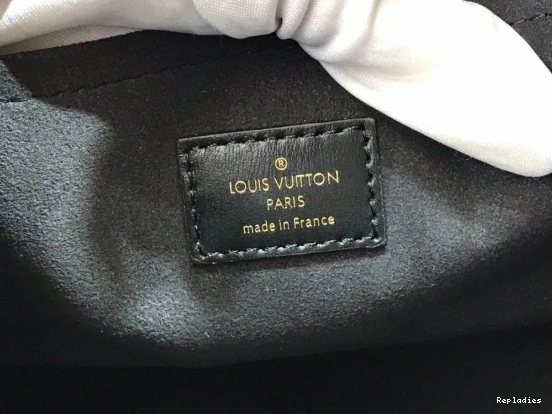 ®
LOUIS VUITTON
PARIS
made in France
Repladies